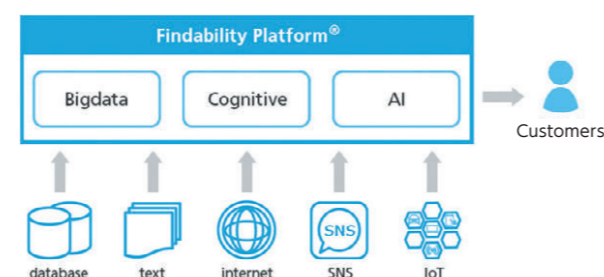 Findability Platform®
Bigdata Cognitive AI
Customers
SNS
database text internet SNS IoT